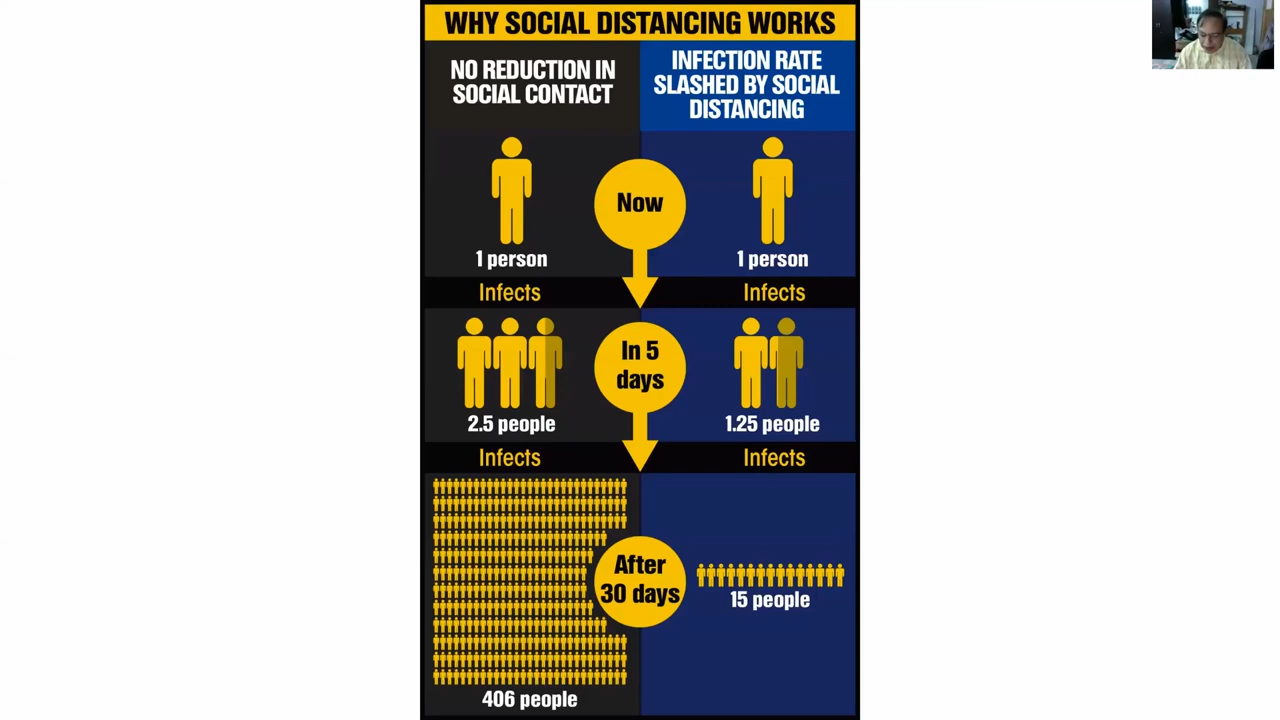 WHY SOCIAL DISTANCING WORKS
NO REDUCTION IN
SOCIAL CONTACT
INFECTION RATE
SLASHED BY SOCIAL
DISTANCING
Now
1 person
1 person
Infects
Infects
In 5
days
2.5 people
1.25 people
Infects
Infects
After
30 days
15 people
406 people